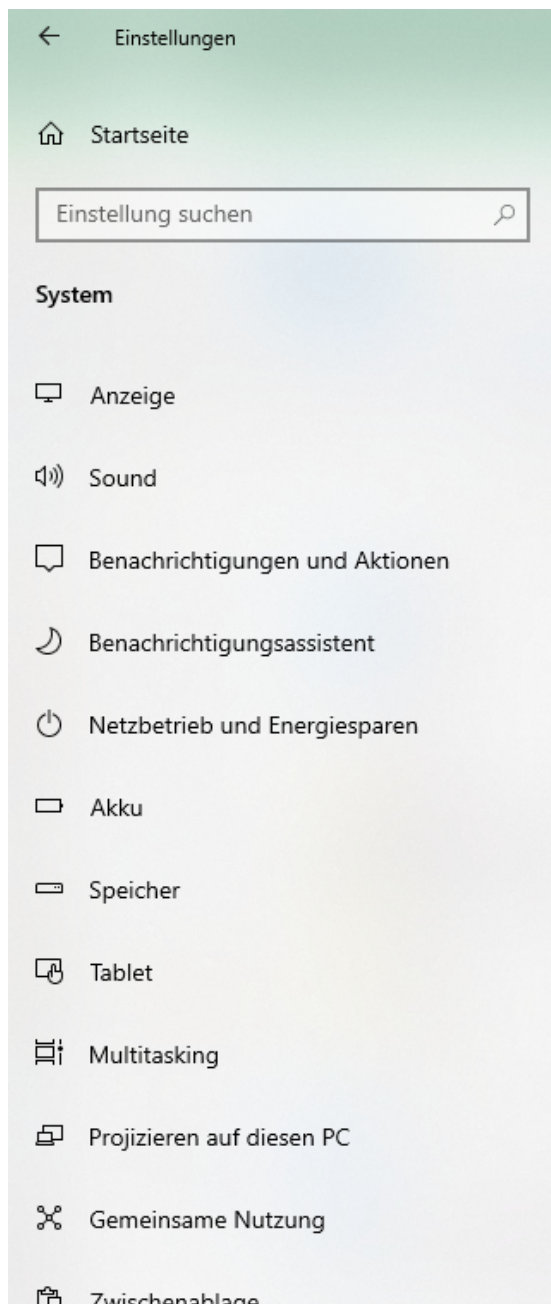 Einstellungen
Startseite
Einstellung suchen
System
Anzeige
Sound
Benachrichtigungen und Aktionen
Benachrichtigungsassistent
Netzbetrieb und Energiesparen
Akku
Speicher
Tablet
Multitasking
Projizieren auf diesen PC
Gemeinsame Nutzung
Zwischenablage